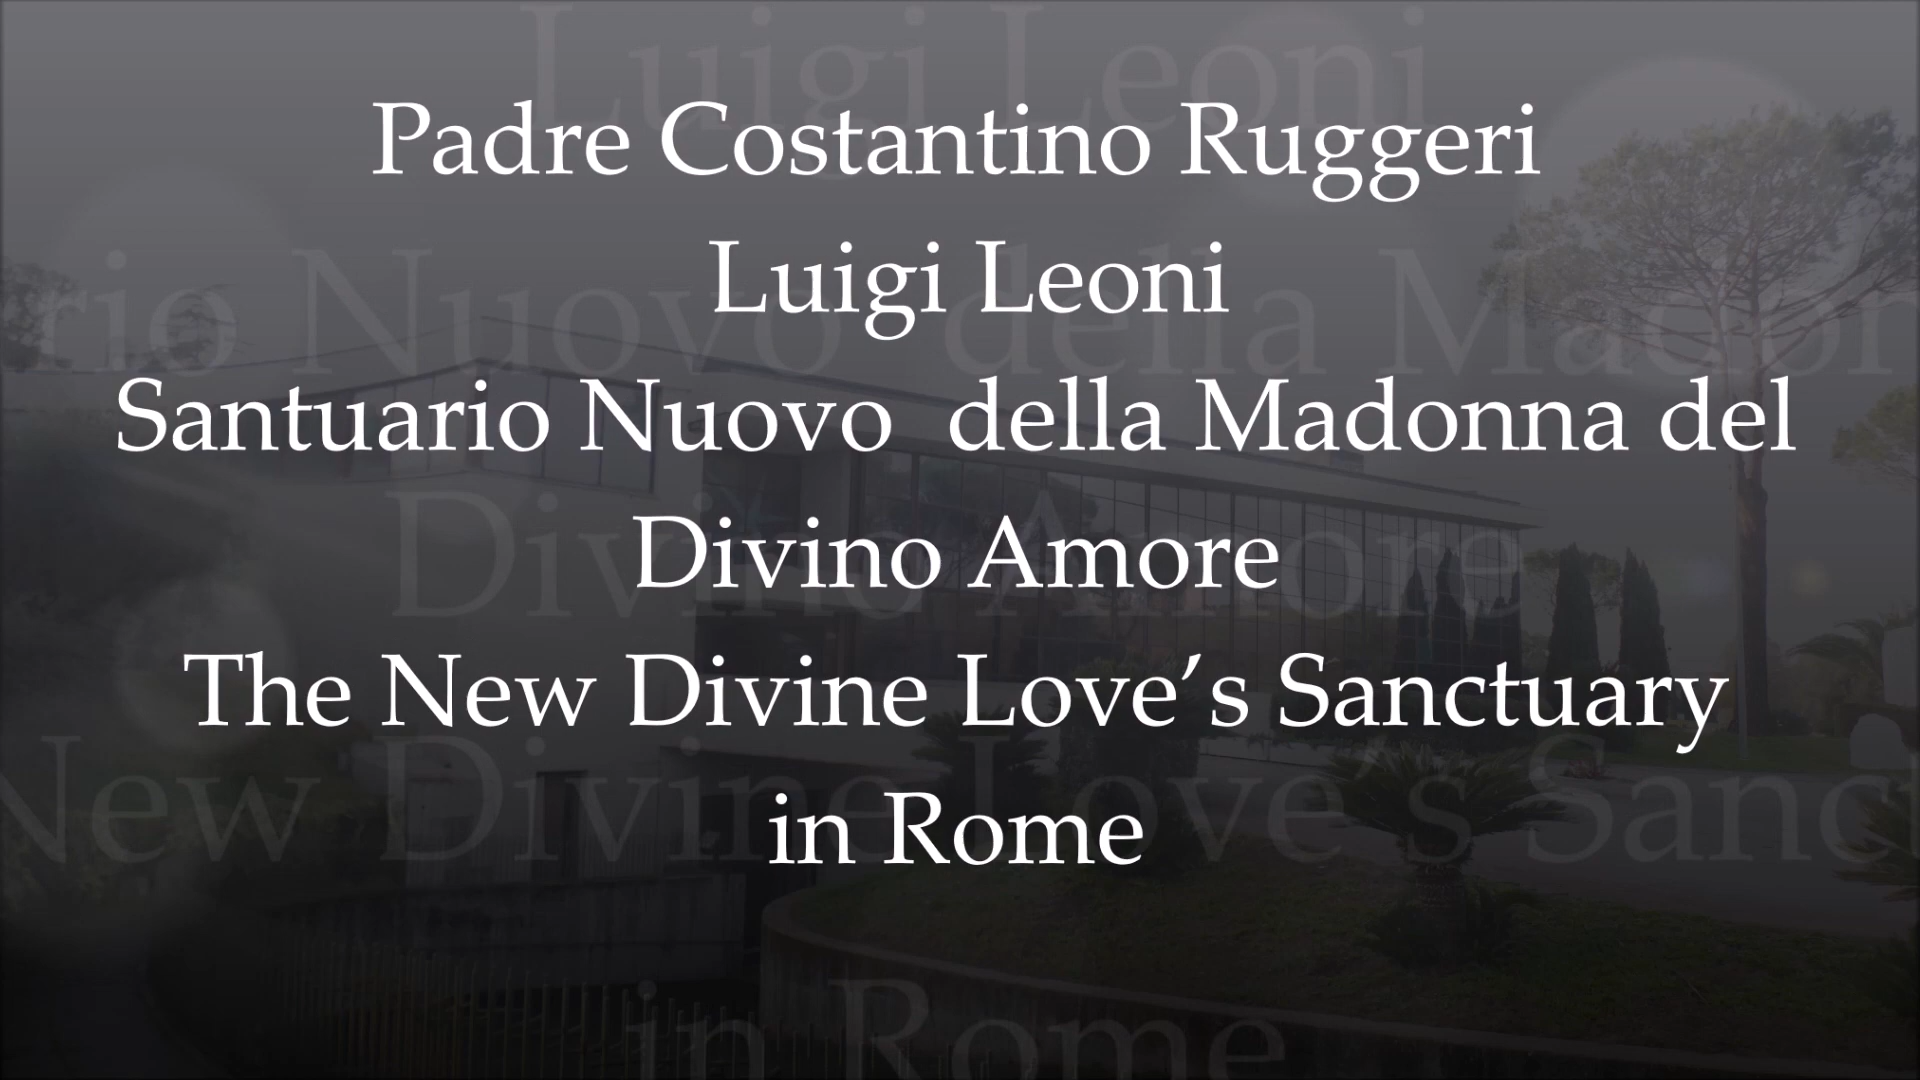 Padre Costantino Ruggeri
Luigi Leoni
Santuario Nuovo  della Madonna del
Divino Amore
The New Divine Love’s Sanctuary
in Rome